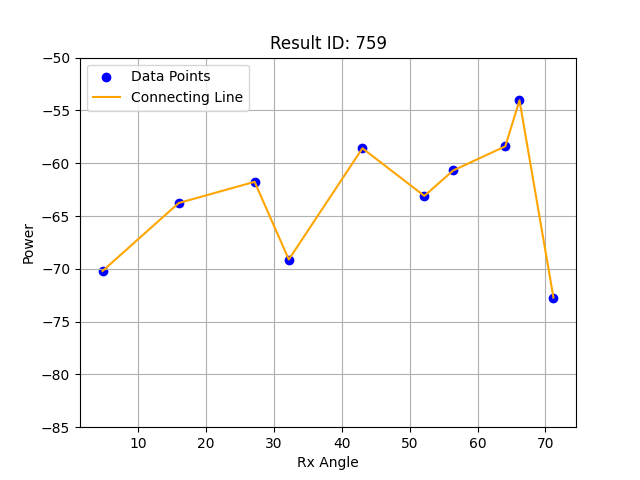 Result ID: 759
Data Points
Connecting Line
Power
−50
−55
−60
−65
−70
−75
−80
−85
10 20 30 40 50 60 70
Rx Angle